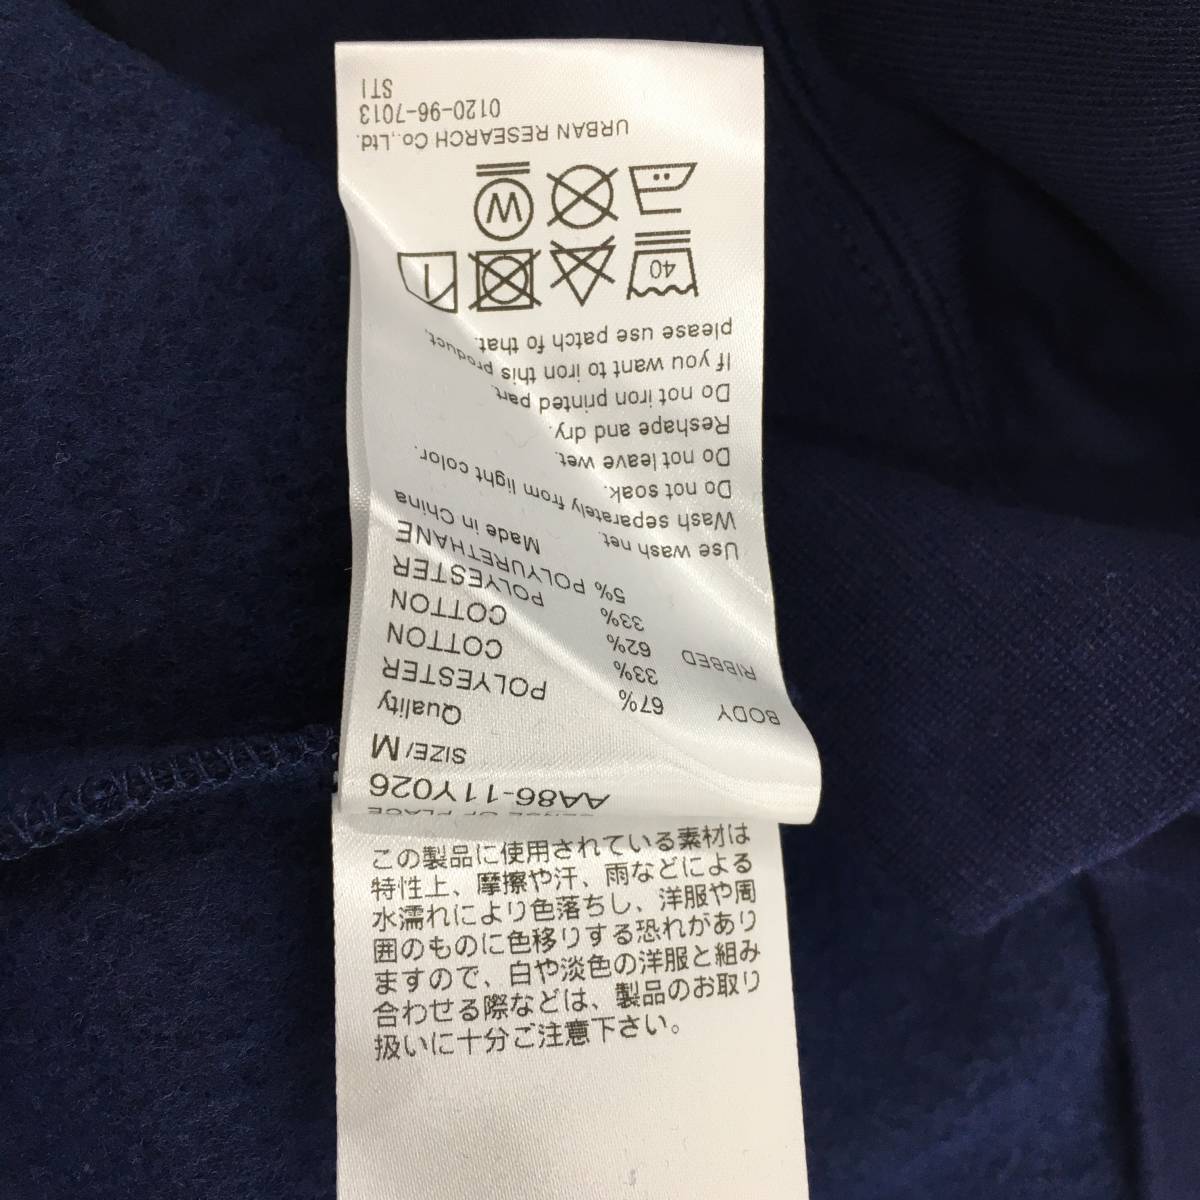 SENSE OF PLACE
AA86-11Y026
SIZE/M
Quality
BODY 67% POLYESTER
33% COTTON
RIBBED 62% COTTON
33% POLYESTER
5% POLYURETHANE
Made in China
Use wash net.
Wash separately from light color.
Do not soak.
Do not leave wet.
Reshape and dry.
Do not iron printed part.
If you want to iron this product,
please use patch fo that.
40
W
URBAN RESEARCH Co.,Ltd.
0120-96-7013
ST1
この製品に使用されている素材は
特性上、摩擦や汗、雨などによる
水濡れにより色落ちし、洋服や周
囲のものに色移りする恐れがあり
ますので、白や淡色の洋服と組み
合わせる際などは、製品のお取り
扱いに十分ご注意下さい。